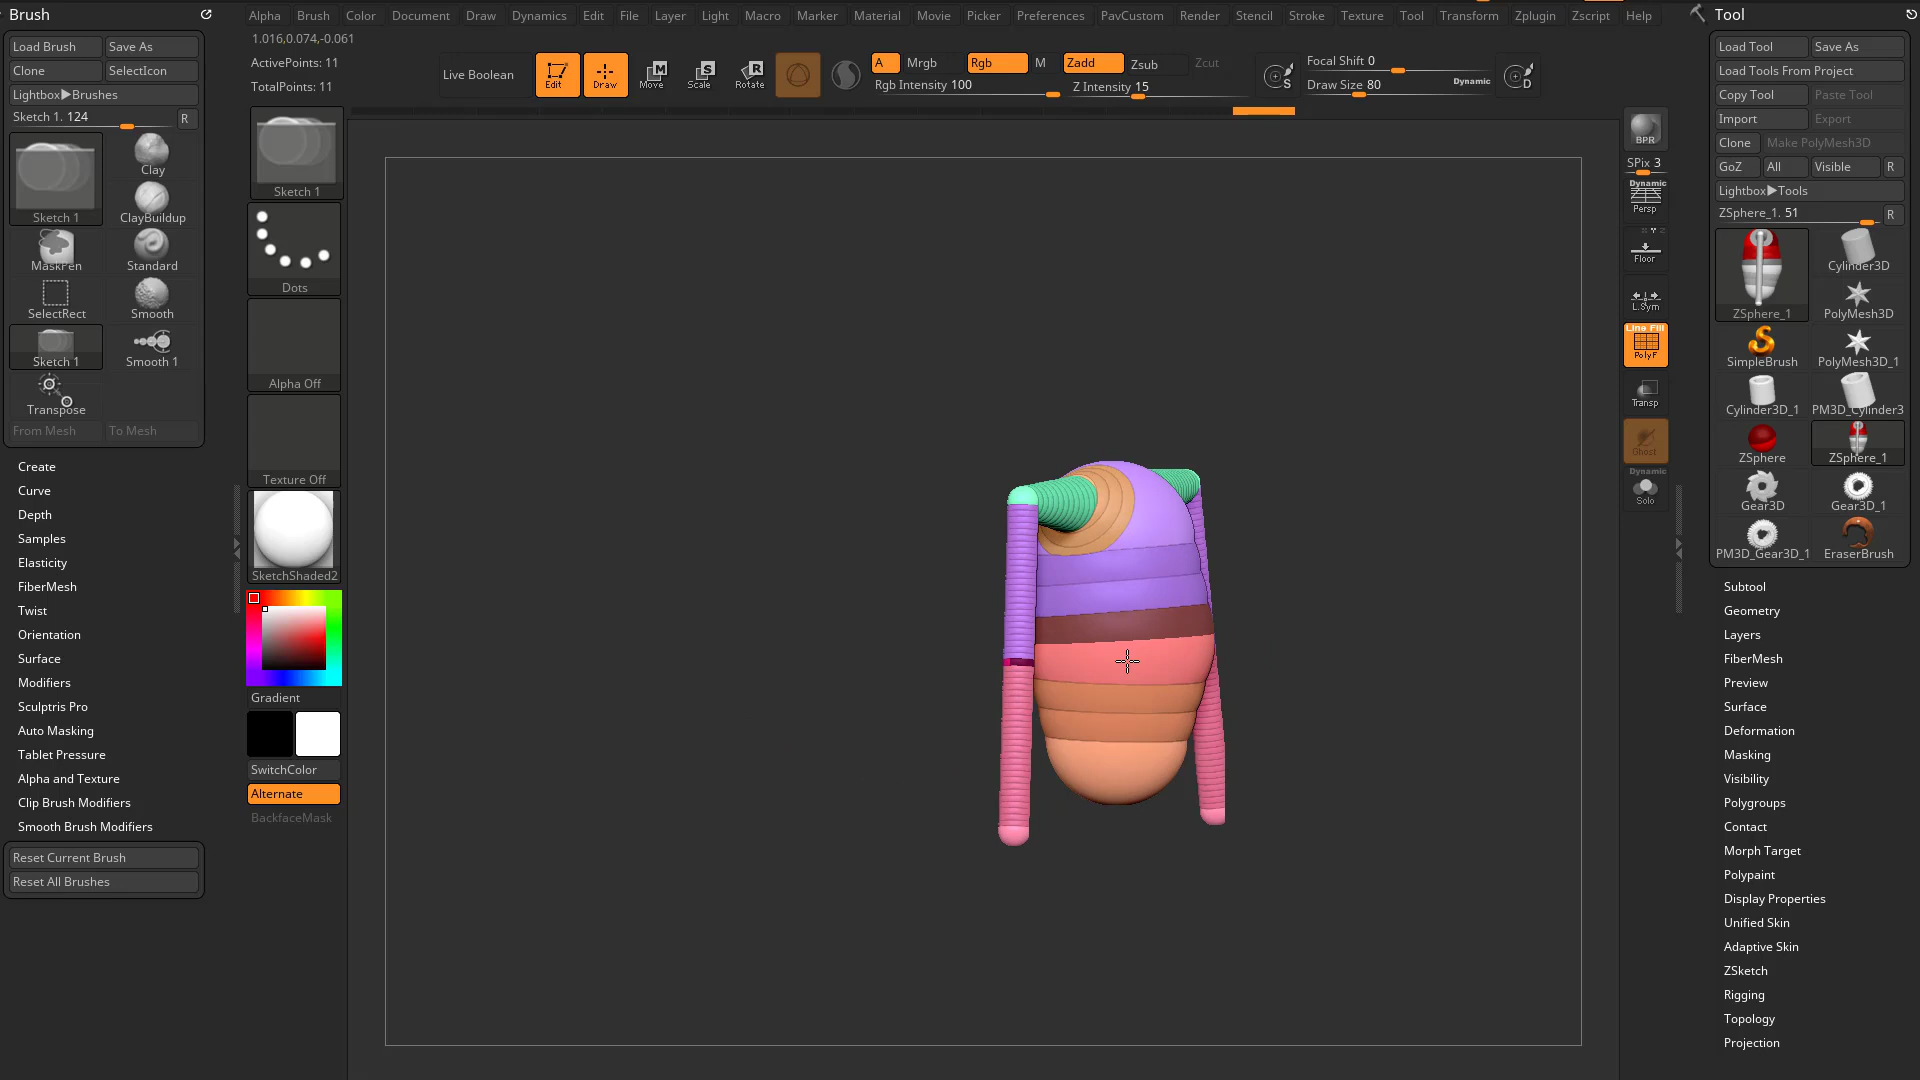 Brush
Alpha Brush Color Document Draw Dynamics Edit File Layer Light Macro Marker Material Movie Picker Preferences PavCustom Render Stencil Stroke Texture Tool Transform Zplugin Zscript Help
Tool
1.016,0.074,-0.061
ActivePoints: 11
TotalPoints: 11
Live Boolean
Edit
Draw
Move
Scale
Rotate
A Mrgb Rgb M Zadd Zsub Zcut
Rgb Intensity 100
Z Intensity 15
Focal Shift 0
Draw Size 80
Dynamic
S
D
Load Brush Save As
Clone SelectIcon
Lightbox▶Brushes
Sketch 1. 124 R
Sketch 1
Clay
ClayBuildup
MaskPen Standard
SelectRect Smooth
Sketch 1 Smooth 1
Transpose
From Mesh To Mesh
Create
Curve
Depth
Samples
Elasticity
FiberMesh
Twist
Orientation
Surface
Modifiers
Sculptris Pro
Auto Masking
Tablet Pressure
Alpha and Texture
Clip Brush Modifiers
Smooth Brush Modifiers
Reset Current Brush
Reset All Brushes
Sketch 1
Dots
Alpha Off
Texture Off
SketchShaded2
Gradient
SwitchColor
Alternate
BackfaceMask
BPR
SPix 3
Dynamic
Persp
Floor
L.Sym
Line Fill
PolyF
Transp
Ghost
Dynamic
Solo
Load Tool Save As
Load Tools From Project
Copy Tool Paste Tool
Import Export
Clone Make PolyMesh3D
GoZ All Visible R
Lightbox▶Tools
ZSphere_1. 51 R
ZSphere_1
Cylinder3D
PolyMesh3D
SimpleBrush PolyMesh3D_1
Cylinder3D_1 PM3D_Cylinder3
ZSphere ZSphere_1
Gear3D Gear3D_1
PM3D_Gear3D_1 EraserBrush
Subtool
Geometry
Layers
FiberMesh
Preview
Surface
Deformation
Masking
Visibility
Polygroups
Contact
Morph Target
Polypaint
Display Properties
Unified Skin
Adaptive Skin
ZSketch
Rigging
Topology
Projection